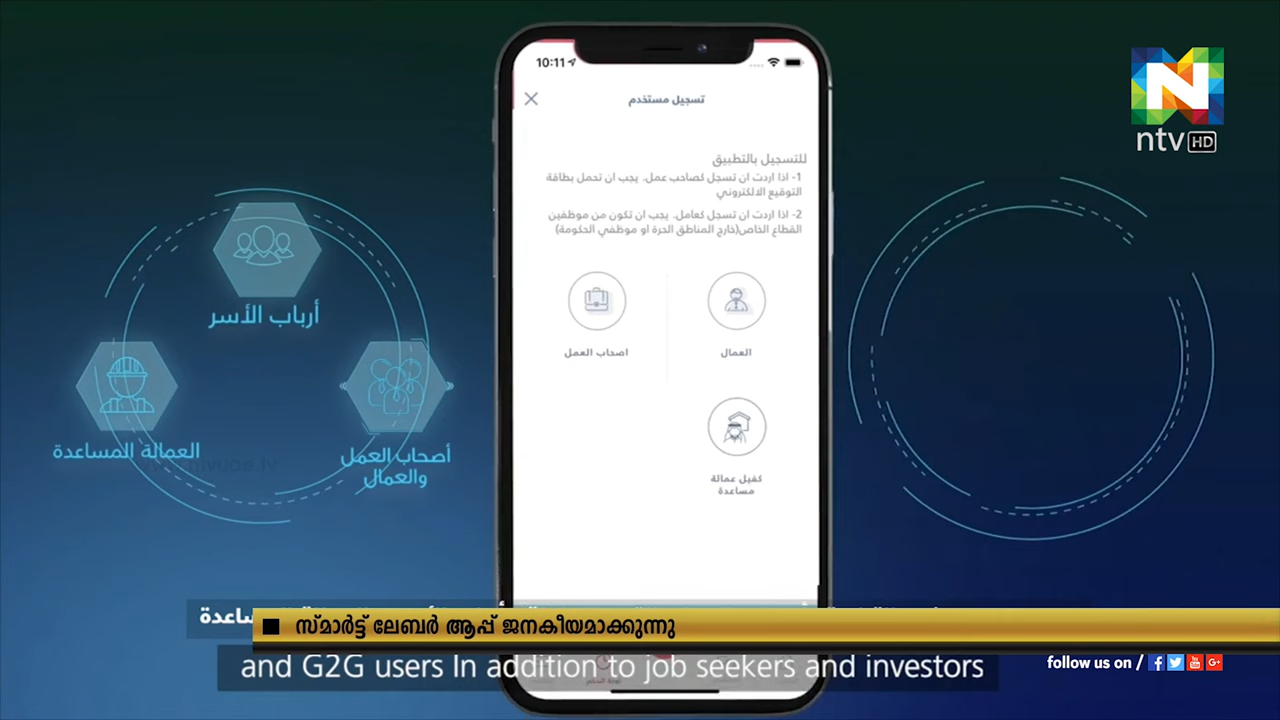 10:11
تسجيل مستخدم
للتسجيل بالتطبيق
1- اذا اردت ان تسجل كصاحب عمل. يجب ان تحمل بطاقة
التوقيع الالكتروني
2- اذا اردت ان تسجل كعامل. يجب ان تكون من موظفين
القطاع الخاص(خارج المناطق الحرة او موظفي الحكومة)
العمال
اصحاب العمل
كفيل عمالة
مساعدة
أرباب الأسر
أصحاب العمل
والعمال
العمالة المساعدة
N
ntv HD
സ്മാർട്ട് ലേബർ ആപ്പ് ജനകീയമാക്കുന്നു
and G2G users In addition to job seekers and investors
follow us on /